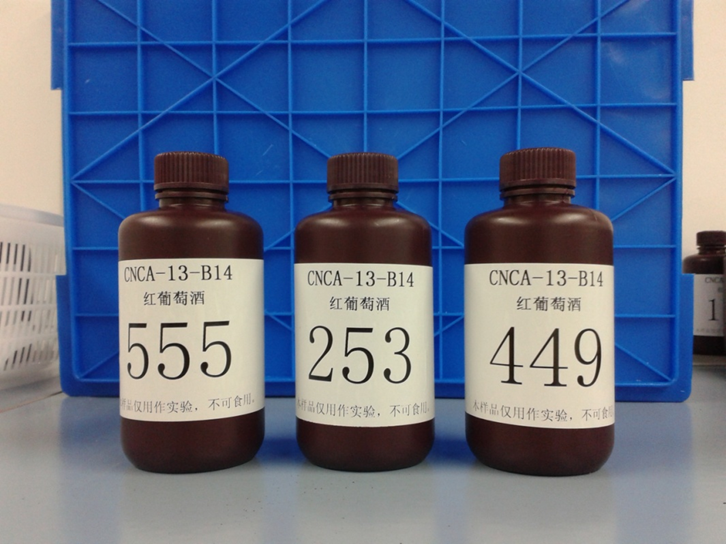 CNCA-13-B14
红葡萄酒
555
样品仅用作实验，不可食用。
CNCA-13-B14
红葡萄酒
253
本样品仅用作实验，不可食用。
CNCA-13-B14
红葡萄酒
449
本样品仅用作实验，不可食用